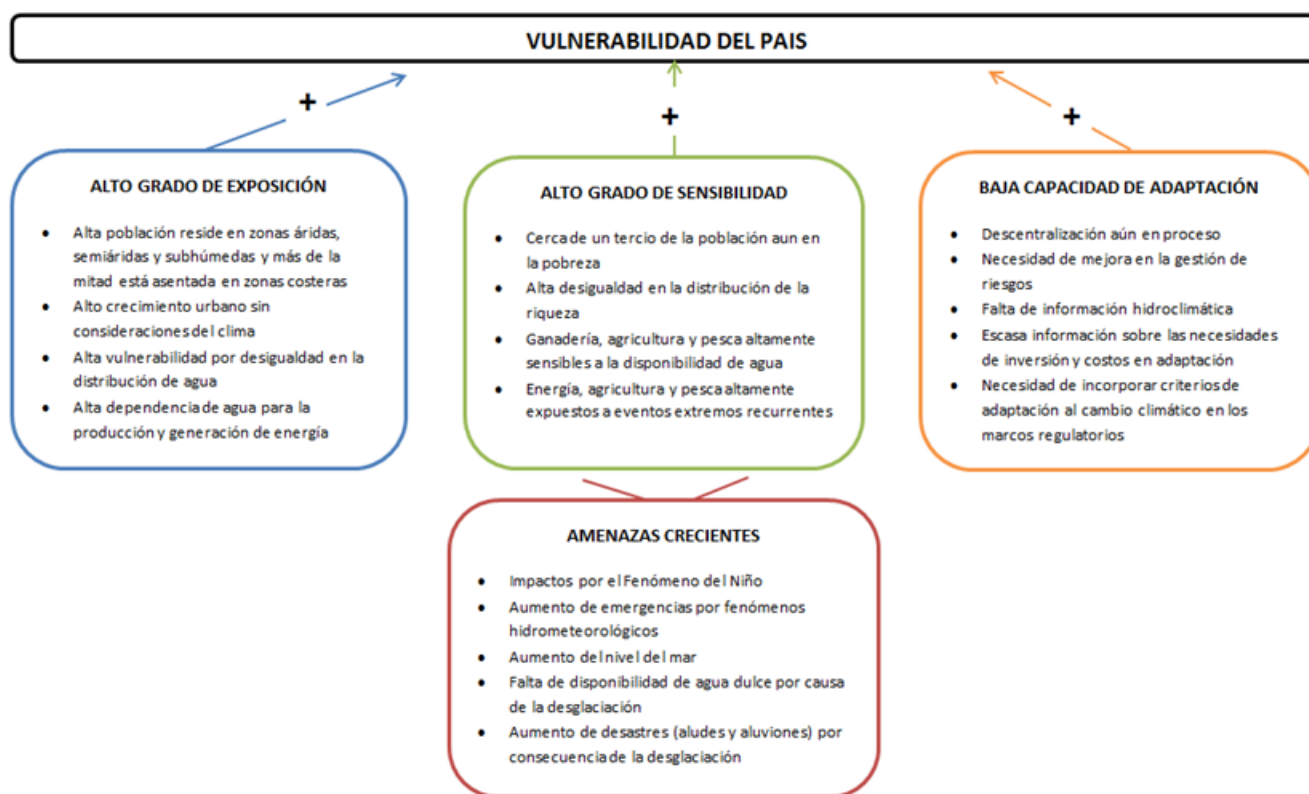 VULNERABILIDAD DEL PAIS
+
+
+
ALTO GRADO DE EXPOSICIÓN
• Alta población reside en zonas áridas,
semiáridas y subhúmedas y más de la
mitad está asentada en zonas costeras
• Alto crecimiento urbano sin
consideraciones del clima
• Alta vulnerabilidad por desigualdad en la
distribución de agua
• Alta dependencia de agua para la
producción y generación de energía
ALTO GRADO DE SENSIBILIDAD
• Cerca de un tercio de la población aun en
la pobreza
• Alta desigualdad en la distribución de la
riqueza
• Ganadería, agricultura y pesca altamente
sensibles a la disponibilidad de agua
• Energía, agricultura y pesca altamente
expuestos a eventos extremos recurrentes
BAJA CAPACIDAD DE ADAPTACIÓN
• Descentralización aún en proceso
• Necesidad de mejora en la gestión de
riesgos
• Falta de información hidroclimática
• Escasa información sobre las necesidades
de inversión y costos en adaptación
• Necesidad de incorporar criterios de
adaptación al cambio climático en los
marcos regulatorios
AMENAZAS CRECIENTES
• Impactos por el Fenómeno del Niño
• Aumento de emergencias por fenómenos
hidrometeorológicos
• Aumento del nivel del mar
• Falta de disponibilidad de agua dulce por causa
de la desglaciación
• Aumento de desastres (aludes y aluviones) por
consecuencia de la desglaciación